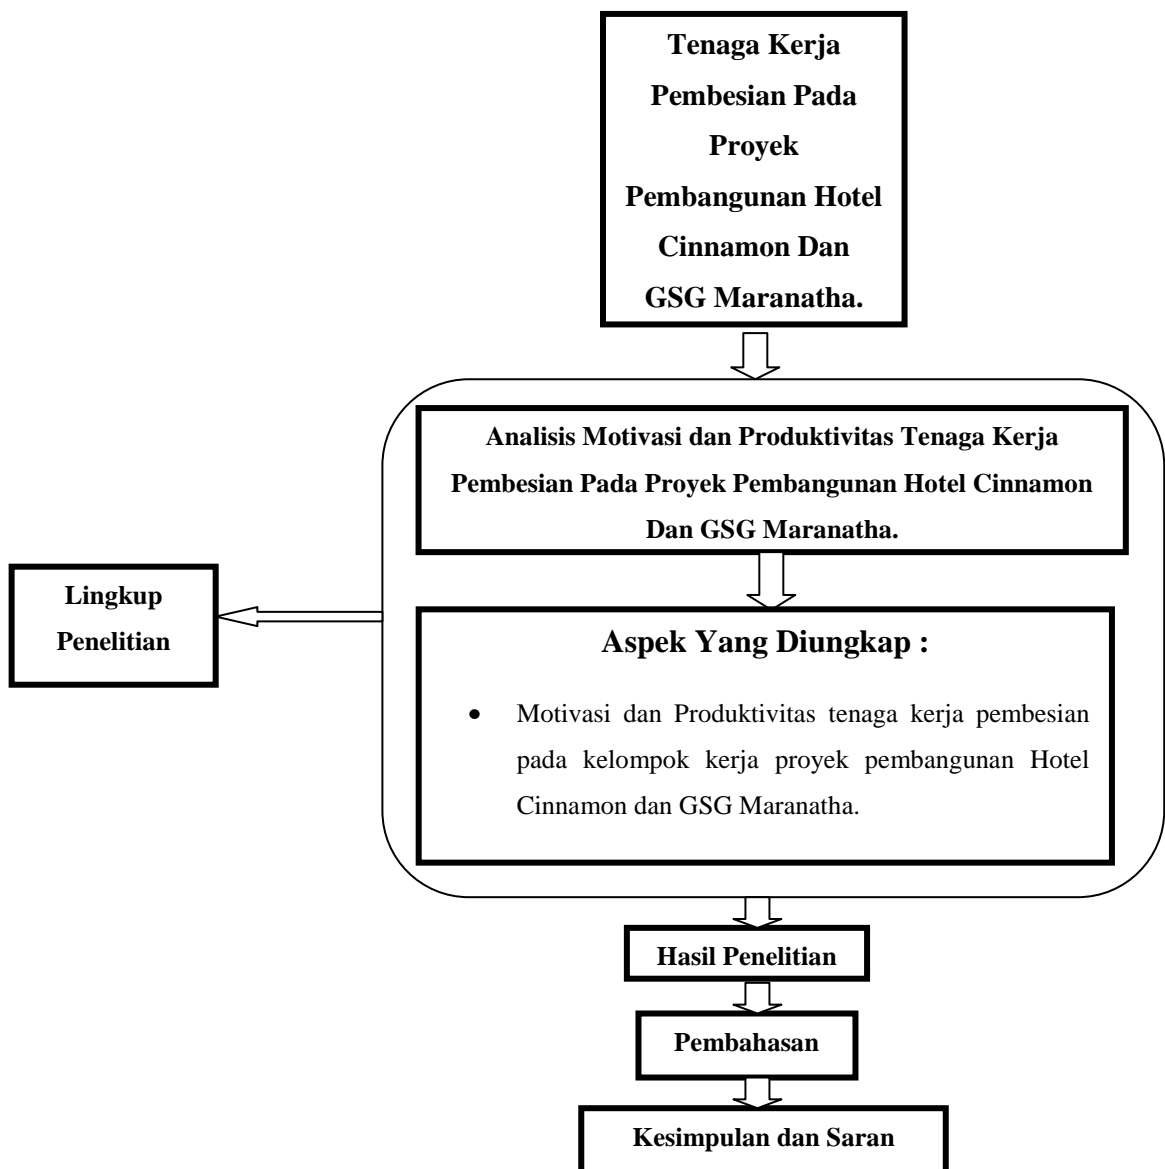 Tenaga Kerja
Pembesian Pada
Proyek
Pembangunan Hotel
Cinnamon Dan
GSG Maranatha.
Analisis Motivasi dan Produktivitas Tenaga Kerja
Pembesian Pada Proyek Pembangunan Hotel Cinnamon
Dan GSG Maranatha.
Lingkup
Penelitian
Aspek Yang Diungkap :
• Motivasi dan Produktivitas tenaga kerja pembesian
pada kelompok kerja proyek pembangunan Hotel
Cinnamon dan GSG Maranatha.
Hasil Penelitian
Pembahasan
Kesimpulan dan Saran